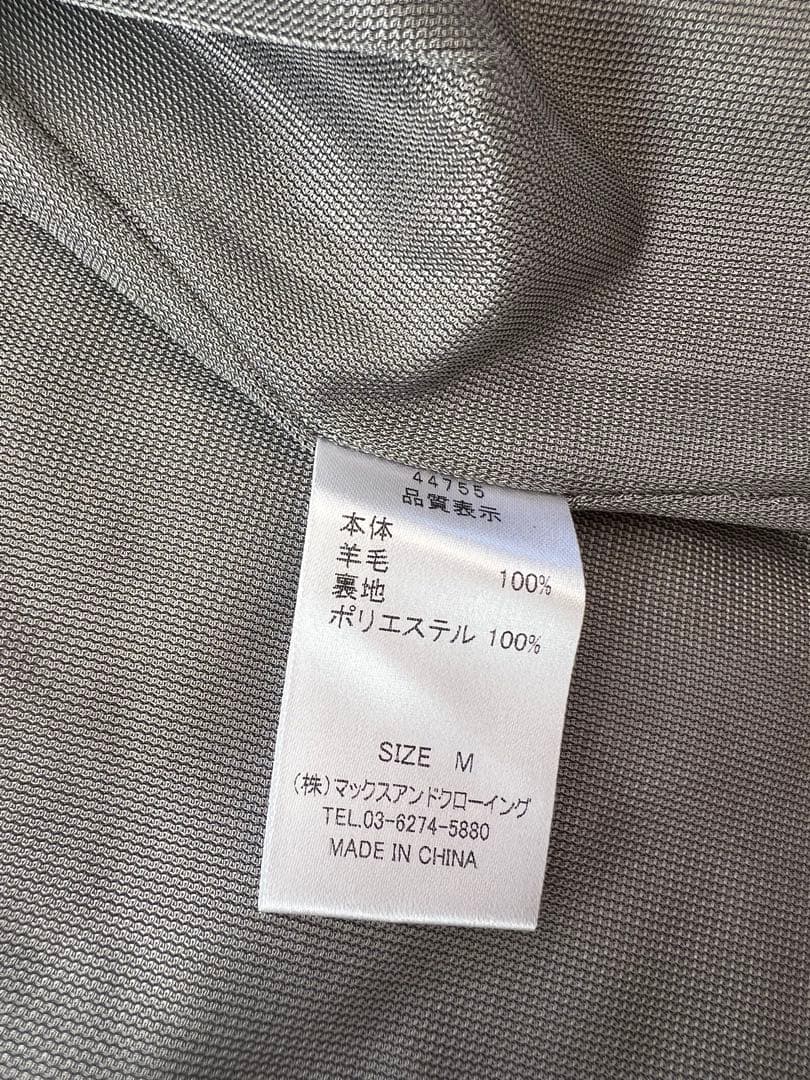 44755
品質表示
本体
羊毛 100%
裏地
ポリエステル 100%
SIZE M
(株)マックスアンドクローイング
TEL.03-6274-5880
MADE IN CHINA